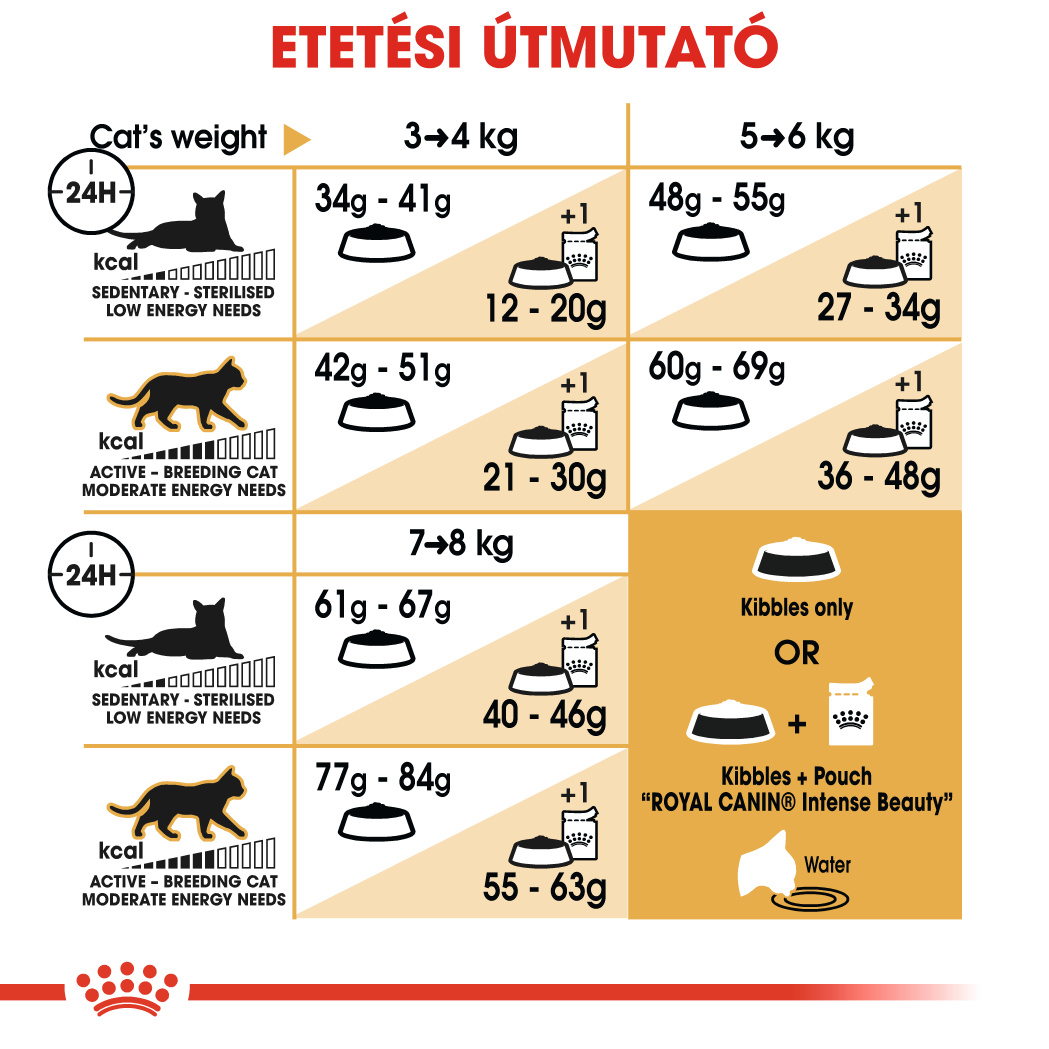 ETETÉSI ÚTMUTATÓ
Cat's weight
3→4 kg
5→6 kg
24H
kcal
SEDENTARY - STERILISED
LOW ENERGY NEEDS
34g - 41g
+1
12 - 20g
48g - 55g
+1
27 - 34g
kcal
ACTIVE – BREEDING CAT
MODERATE ENERGY NEEDS
42g - 51g
+1
21 - 30g
60g - 69g
+1
36 - 48g
24H
7→8 kg
kcal
SEDENTARY - STERILISED
LOW ENERGY NEEDS
61g - 67g
+1
40 - 46g
kcal
ACTIVE – BREEDING CAT
MODERATE ENERGY NEEDS
77g - 84g
+1
55 - 63g
Kibbles only
OR
+
Kibbles + Pouch
“ROYAL CANIN® Intense Beauty”
Water